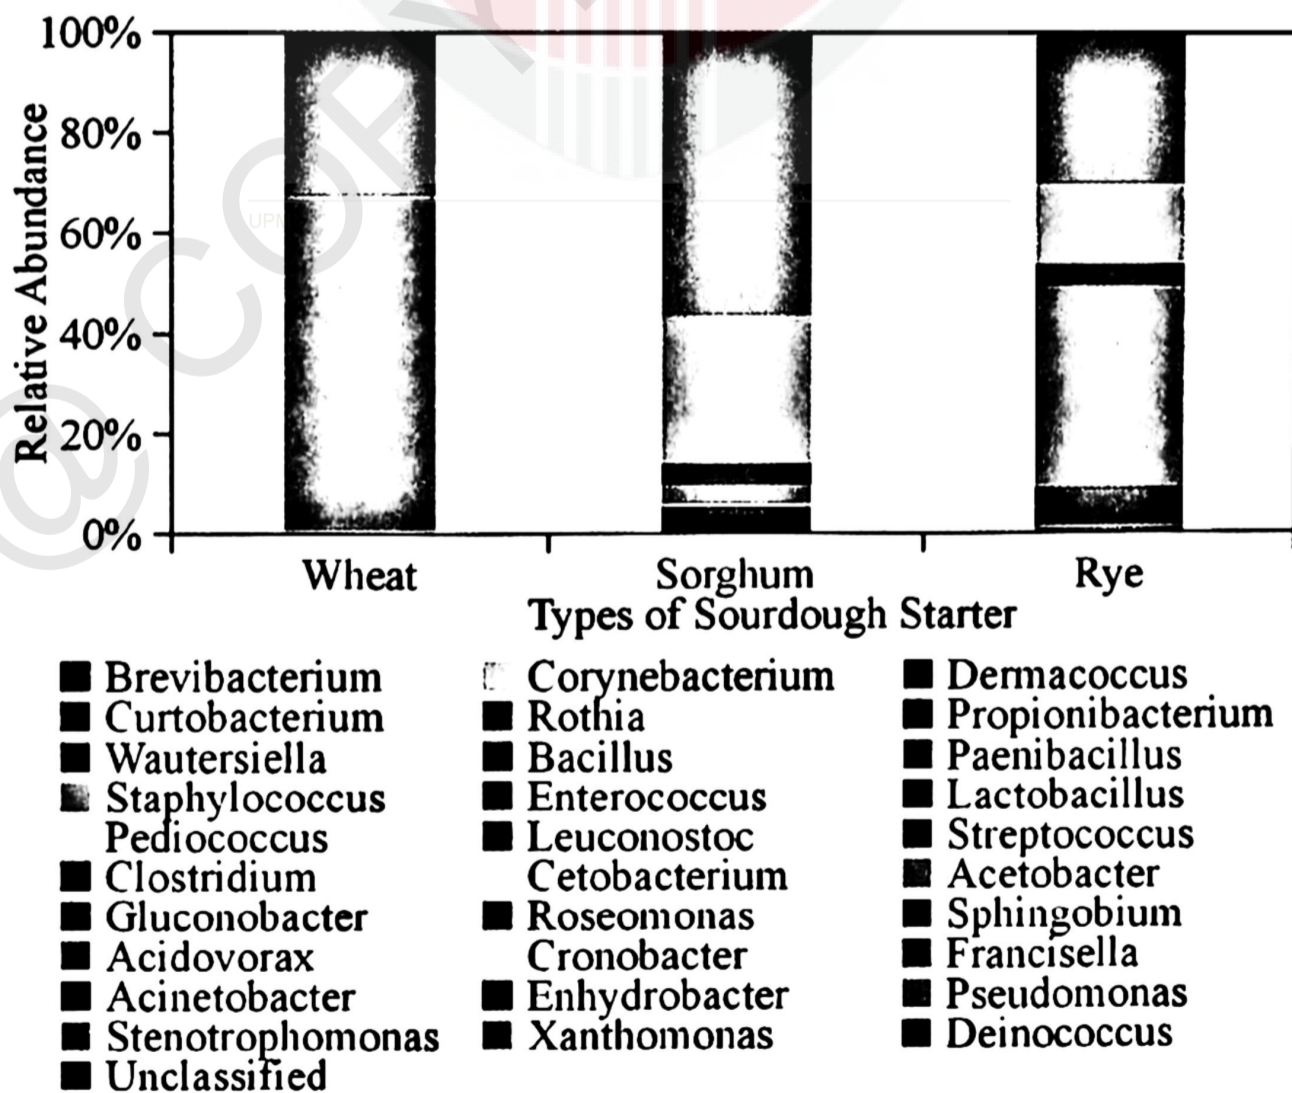 100%
80%
60%
40%
20%
0%
Relative Abundance
@ COPY
UPM
Wheat Sorghum Rye
Types of Sourdough Starter
Brevibacterium Corynebacterium Dermacoccus
Curtobacterium Rothia Propionibacterium
Wautersiella Bacillus Paenibacillus
Staphylococcus Enterococcus Lactobacillus
Pediococcus Leuconostoc Streptococcus
Clostridium Cetobacterium Acetobacter
Gluconobacter Roseomonas Sphingobium
Acidovorax Cronobacter Francisella
Acinetobacter Enhydrobacter Pseudomonas
Stenotrophomonas Xanthomonas Deinococcus
Unclassified